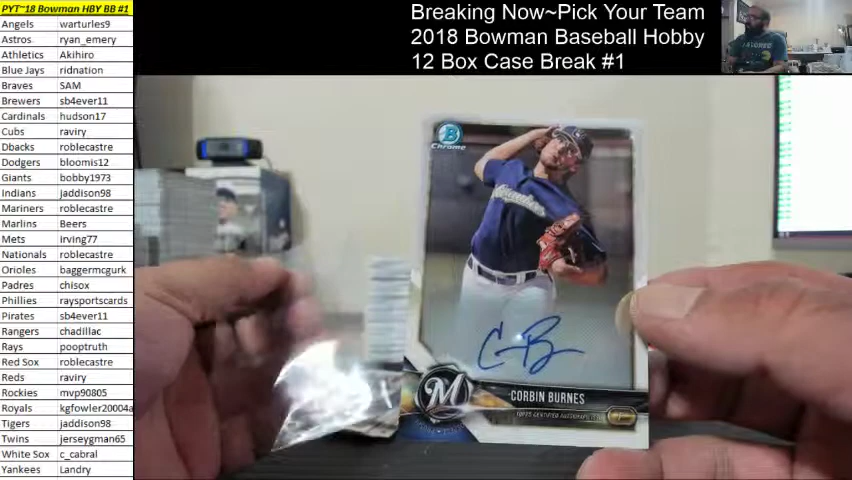 PYT~18 Bowman HBY BB #1
Angels warturles9
Astros ryan_emery
Athletics Akihiro
Blue Jays ridnation
Braves SAM
Brewers sb4ever11
Cardinals hudson17
Cubs raviry
Dbacks roblecastre
Dodgers bloomis12
Giants bobby1973
Indians jaddison98
Mariners roblecastre
Marlins Beers
Mets irving77
Nationals roblecastre
Orioles baggermcgurk
Padres chisox
Phillies raysportscards
Pirates sb4ever11
Rangers chadillac
Rays pooptruth
Red Sox roblecastre
Reds raviry
Rockies mvp90805
Royals kgfowler20004a
Tigers jaddison98
Twins jerseygman65
White Sox c_cabral
Yankees Landry
Breaking Now~Pick Your Team
2018 Bowman Baseball Hobby
12 Box Case Break #1
B
Chrome
M
CORBIN BURNES
TOPPS CERTIFIED AUTOGRAPH